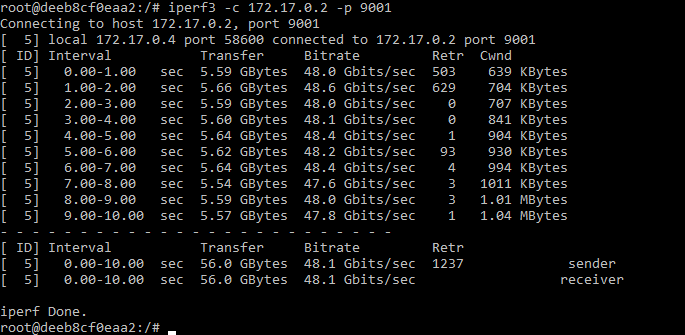 root@deeb8cf0eaa2:/# iperf3 -c 172.17.0.2 -p 9001
Connecting to host 172.17.0.2, port 9001
[  5] local 172.17.0.4 port 58600 connected to 172.17.0.2 port 9001
[ ID] Interval           Transfer     Bitrate         Retr  Cwnd
[  5]   0.00-1.00   sec  5.59 GBytes  48.0 Gbits/sec  503    639 KBytes
[  5]   1.00-2.00   sec  5.66 GBytes  48.6 Gbits/sec  629    704 KBytes
[  5]   2.00-3.00   sec  5.59 GBytes  48.0 Gbits/sec    0    707 KBytes
[  5]   3.00-4.00   sec  5.60 GBytes  48.1 Gbits/sec    0    841 KBytes
[  5]   4.00-5.00   sec  5.64 GBytes  48.4 Gbits/sec    1    904 KBytes
[  5]   5.00-6.00   sec  5.62 GBytes  48.2 Gbits/sec   93    930 KBytes
[  5]   6.00-7.00   sec  5.64 GBytes  48.4 Gbits/sec    4    994 KBytes
[  5]   7.00-8.00   sec  5.54 GBytes  47.6 Gbits/sec    3   1011 KBytes
[  5]   8.00-9.00   sec  5.59 GBytes  48.0 Gbits/sec    3   1.01 MBytes
[  5]   9.00-10.00  sec  5.57 GBytes  47.8 Gbits/sec    1   1.04 MBytes
- - - - - - - - - - - - - - - - - - - - - - - - -
[ ID] Interval           Transfer     Bitrate         Retr
[  5]   0.00-10.00  sec  56.0 GBytes  48.1 Gbits/sec  1237             sender
[  5]   0.00-10.00  sec  56.0 GBytes  48.1 Gbits/sec                  receiver

iperf Done.
root@deeb8cf0eaa2:/#